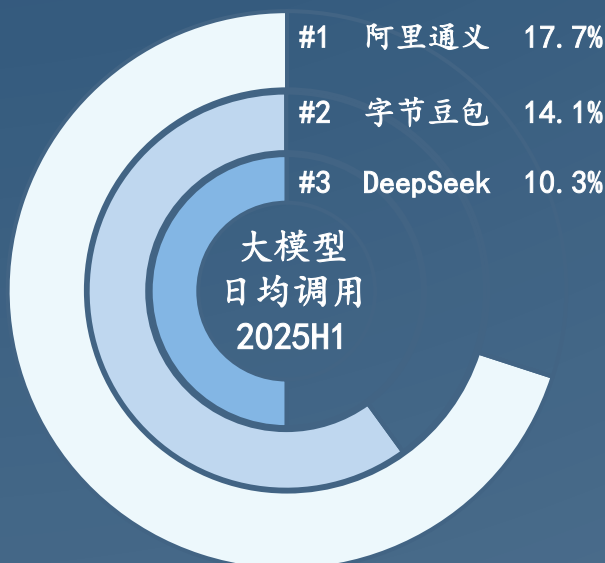 #1 阿里通义 17.7%
#2 字节豆包 14.1%
#3 DeepSeek 10.3%
大模型
日均调用
2025H1